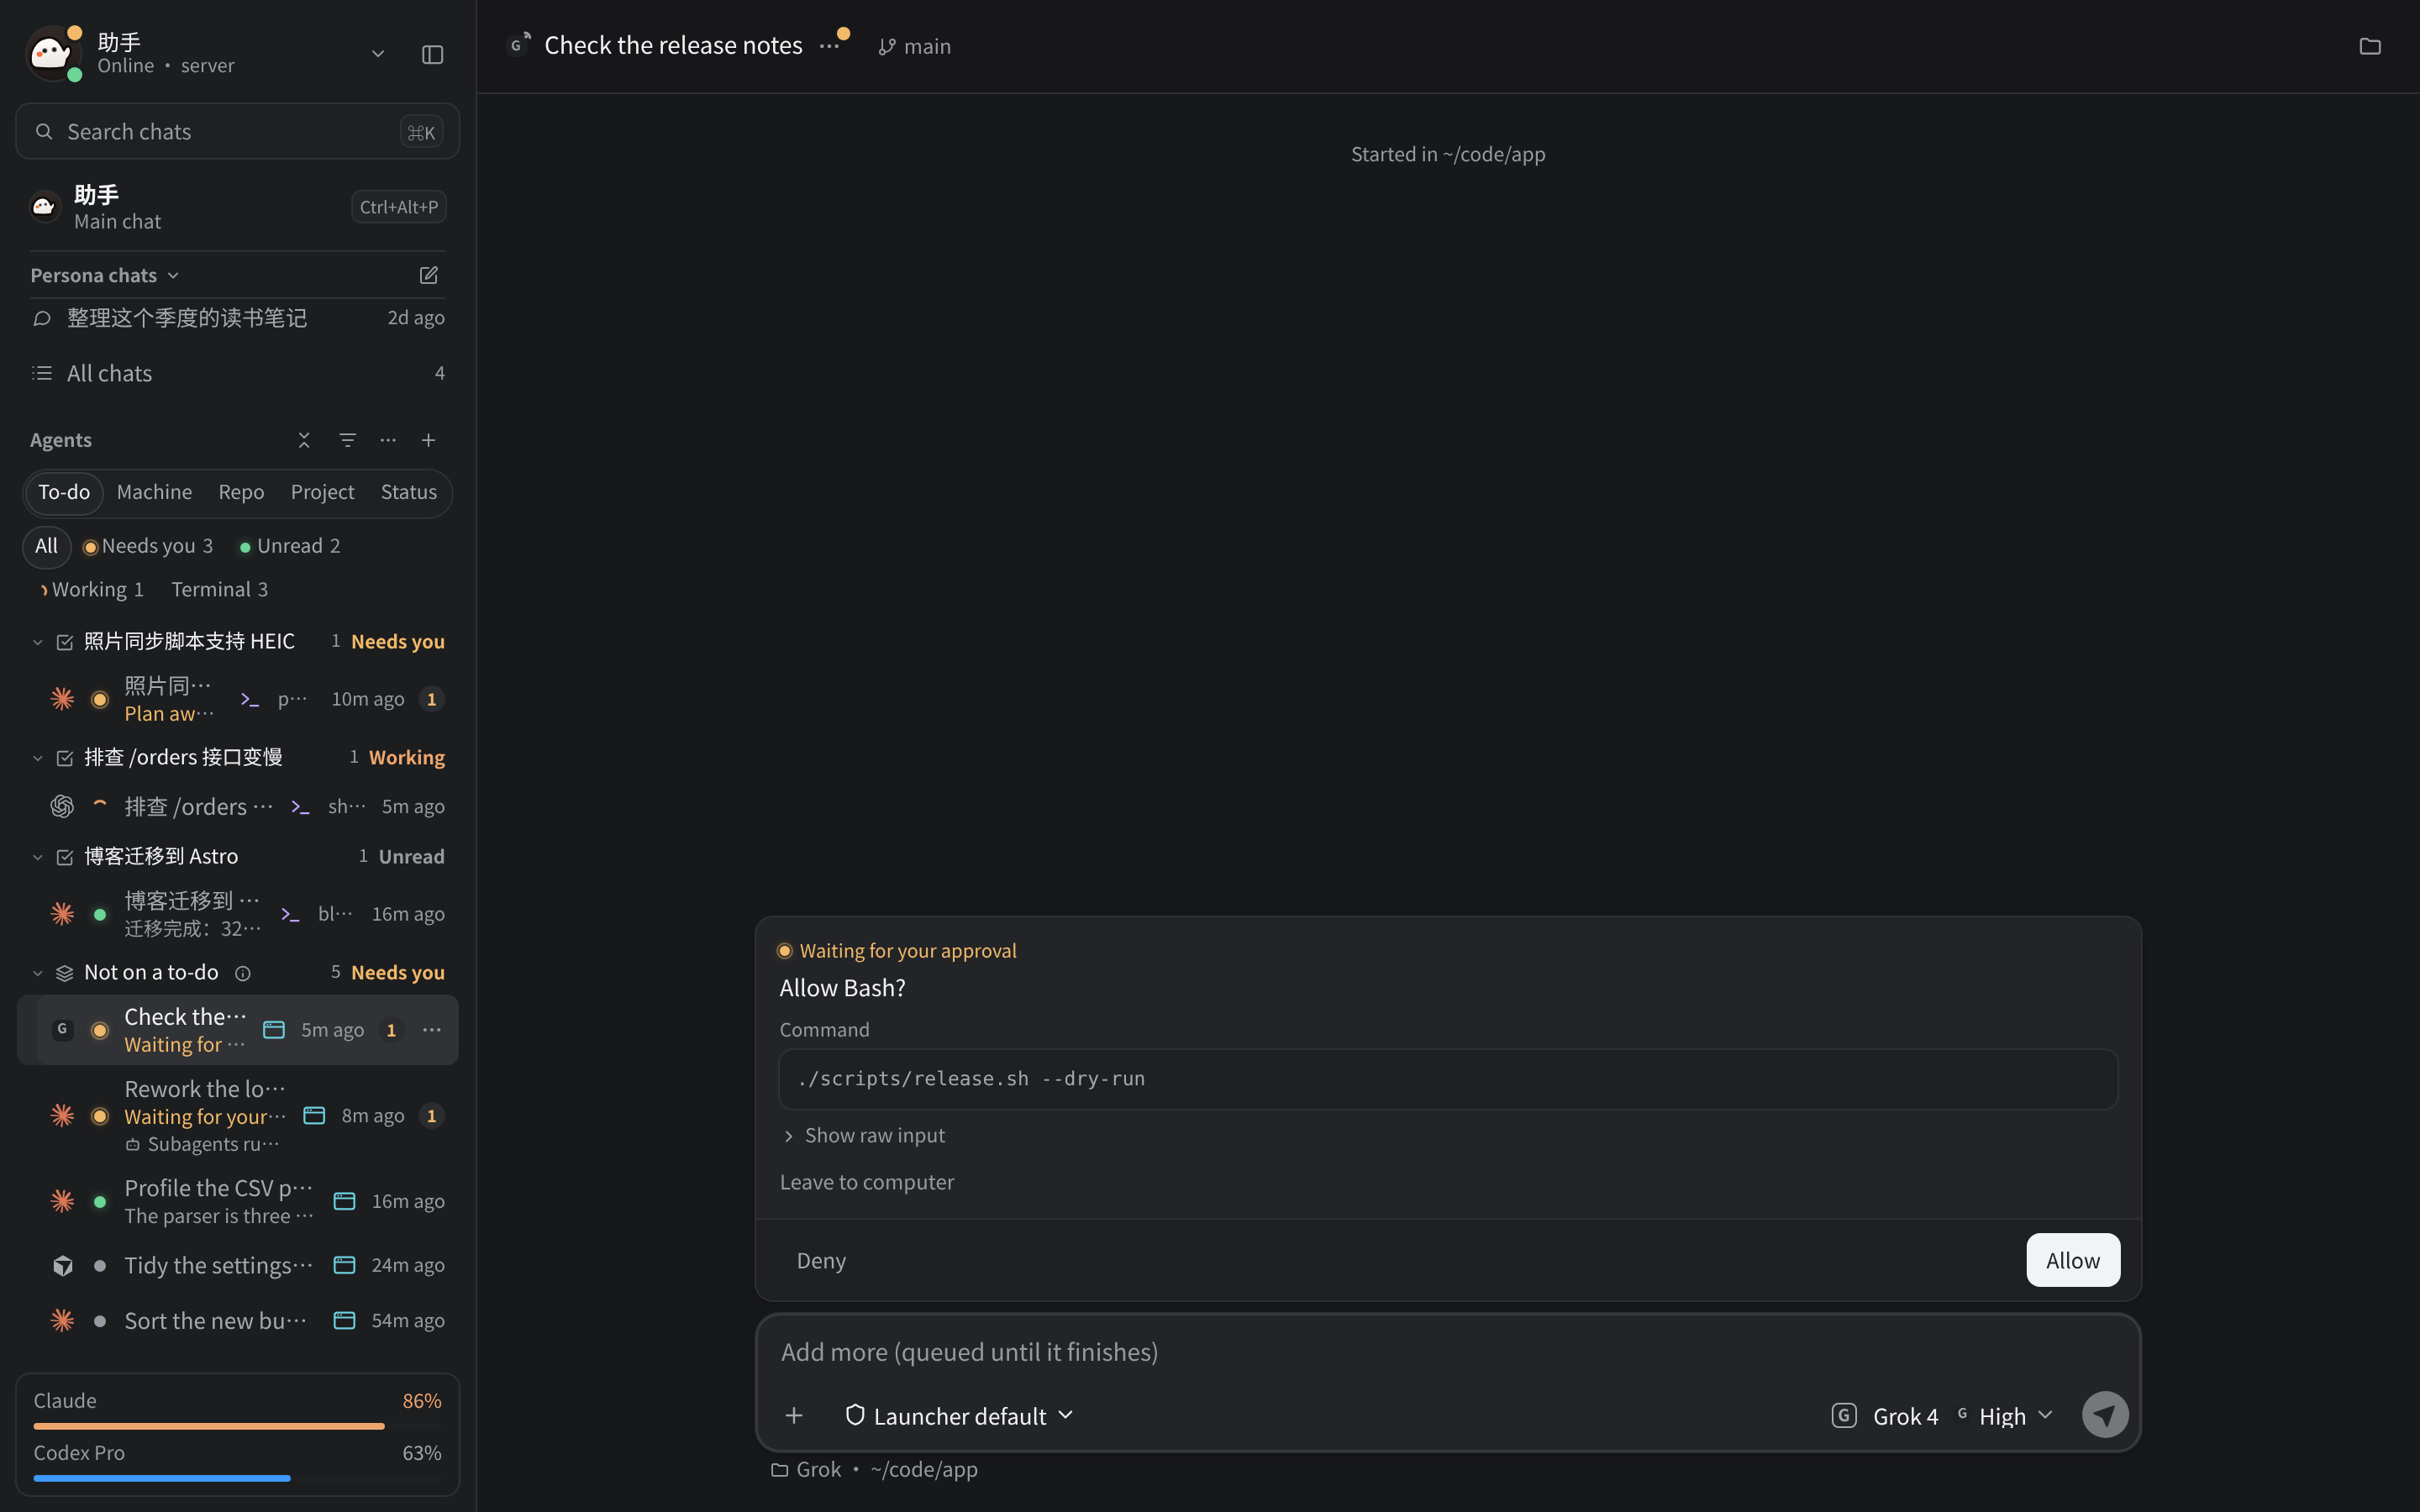 助手
Online • server
Search chats
⌘K
助手
Main chat
Ctrl+Alt+P
Persona chats
整理这个季度的读书笔记 2d ago
All chats 4
Agents
To-do Machine Repo Project Status
All Needs you 3 Unread 2
Working 1 Terminal 3
照片同步脚本支持 HEIC 1 Needs you
照片同… p… 10m ago 1
Plan aw…
排查 /orders 接口变慢 1 Working
排查 /orders … sh… 5m ago
博客迁移到 Astro 1 Unread
博客迁移到 … bl… 16m ago
迁移完成：32…
Not on a to-do 5 Needs you
G Check the… 5m ago 1
Waiting for …
Rework the lo…
Waiting for your… 8m ago 1
Subagents ru…
Profile the CSV p… 16m ago
The parser is three …
Tidy the settings… 24m ago
Sort the new bu… 54m ago
Claude 86%
Codex Pro 63%
G Check the release notes … main
Started in ~/code/app
Waiting for your approval
Allow Bash?
Command
./scripts/release.sh --dry-run
Show raw input
Leave to computer
Deny Allow
Add more (queued until it finishes)
Launcher default G Grok 4 G High
Grok • ~/code/app